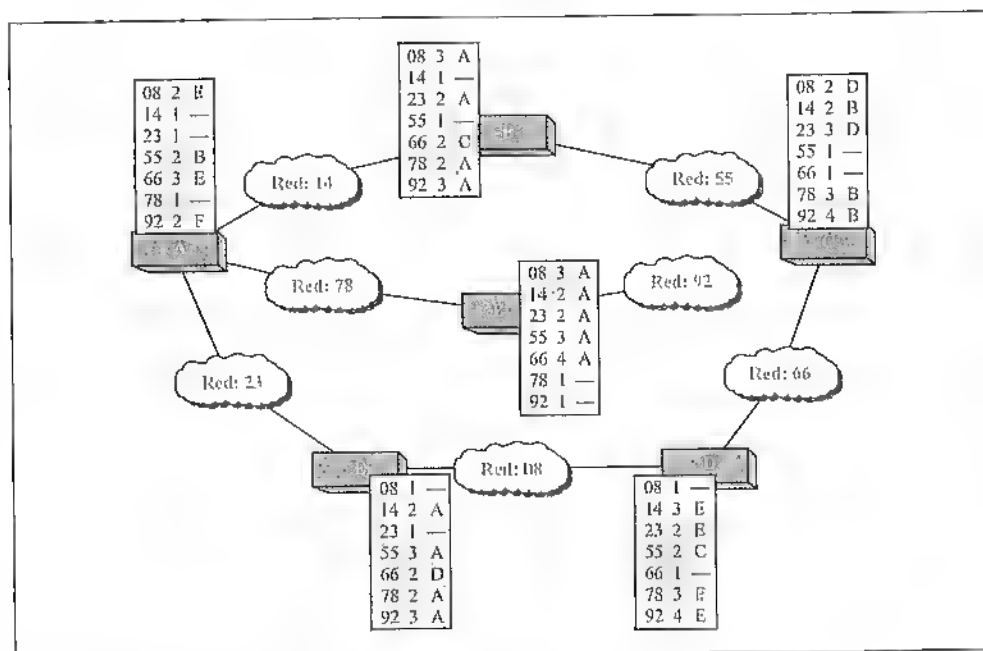 08 3 A
14 1 —
23 2 A
55 1 —
66 2 C
78 2 A
92 3 A
08 2 E
14 1 —
23 1 —
55 2 B
66 3 E
78 1 —
92 2 F
08 2 D
14 2 B
23 3 D
55 1 —
66 1 —
78 3 B
92 4 B
Red: 14
Red: 55
A
Red: 78
08 3 A
14 2 A
23 2 A
55 3 A
66 4 A
78 1 —
92 1 —
Red: 92
Red: 23
Red: 66
Red: 08
08 1 —
14 2 A
23 1 —
55 3 A
66 2 D
78 2 A
92 3 A
08 1 —
14 3 E
23 2 E
55 2 C
66 1 —
78 3 E
92 4 E